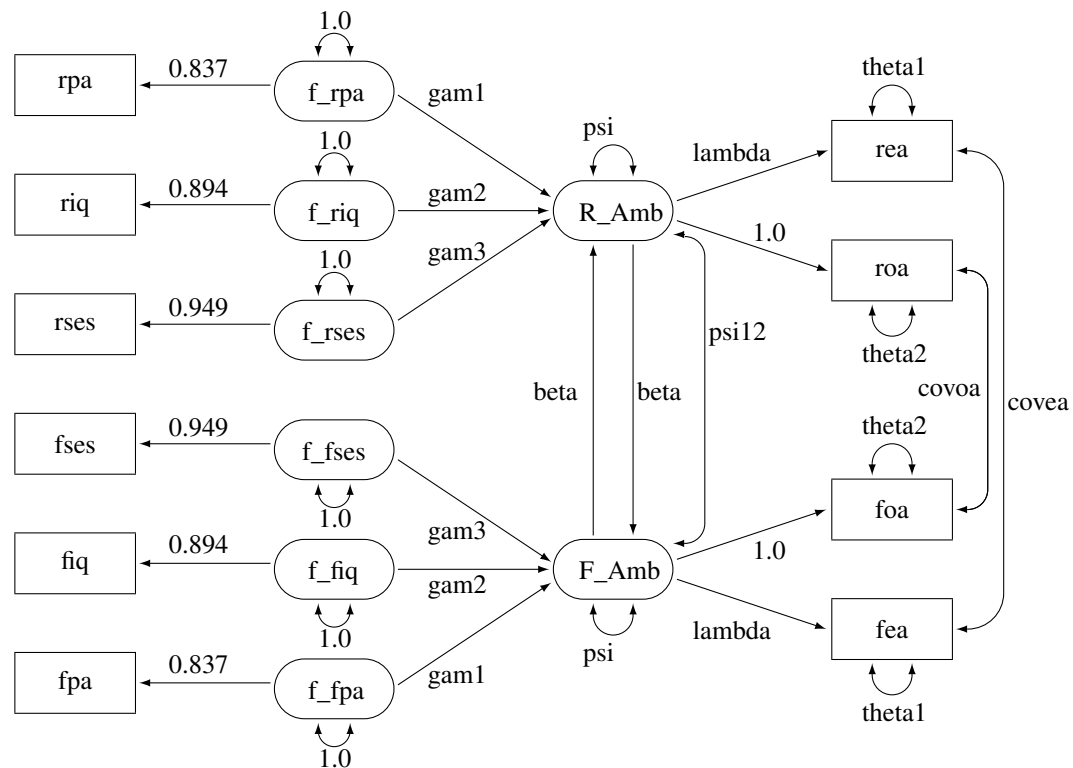 1.0
rpa
0.837
f_rpa
gam1
theta1
1.0
psi
lambda
rea
riq
0.894
f_riq
gam2
R_Amb
1.0
1.0
gam3
roa
rses
0.949
f_rses
psi12
theta2
beta
beta
covoa
covea
fses
0.949
f_fses
theta2
1.0
gam3
foa
fiq
0.894
f_fiq
gam2
F_Amb
1.0
1.0
lambda
fea
psi
fpa
0.837
f_fpa
gam1
theta1
1.0